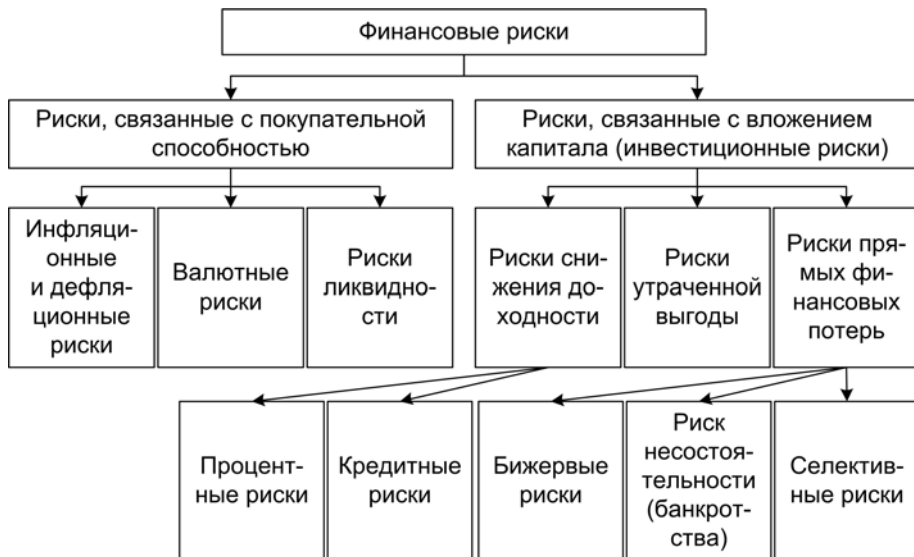 Финансовые риски
Риски, связанные с покупательной
способностью
Риски, связанные с вложением
капитала (инвестиционные риски)
Инфляци-
онные
и дефля-
ционные
риски
Валютные
риски
Риски
ликвидно-
сти
Риски сни-
жения до-
ходности
Риски
утраченной
выгоды
Риски пря-
мых фи-
нансовых
потерь
Процент-
ные риски
Кредитные
риски
Бижервые
риски
Риск
несостоя-
тельности
(банкрот-
ства)
Селектив-
ные риски